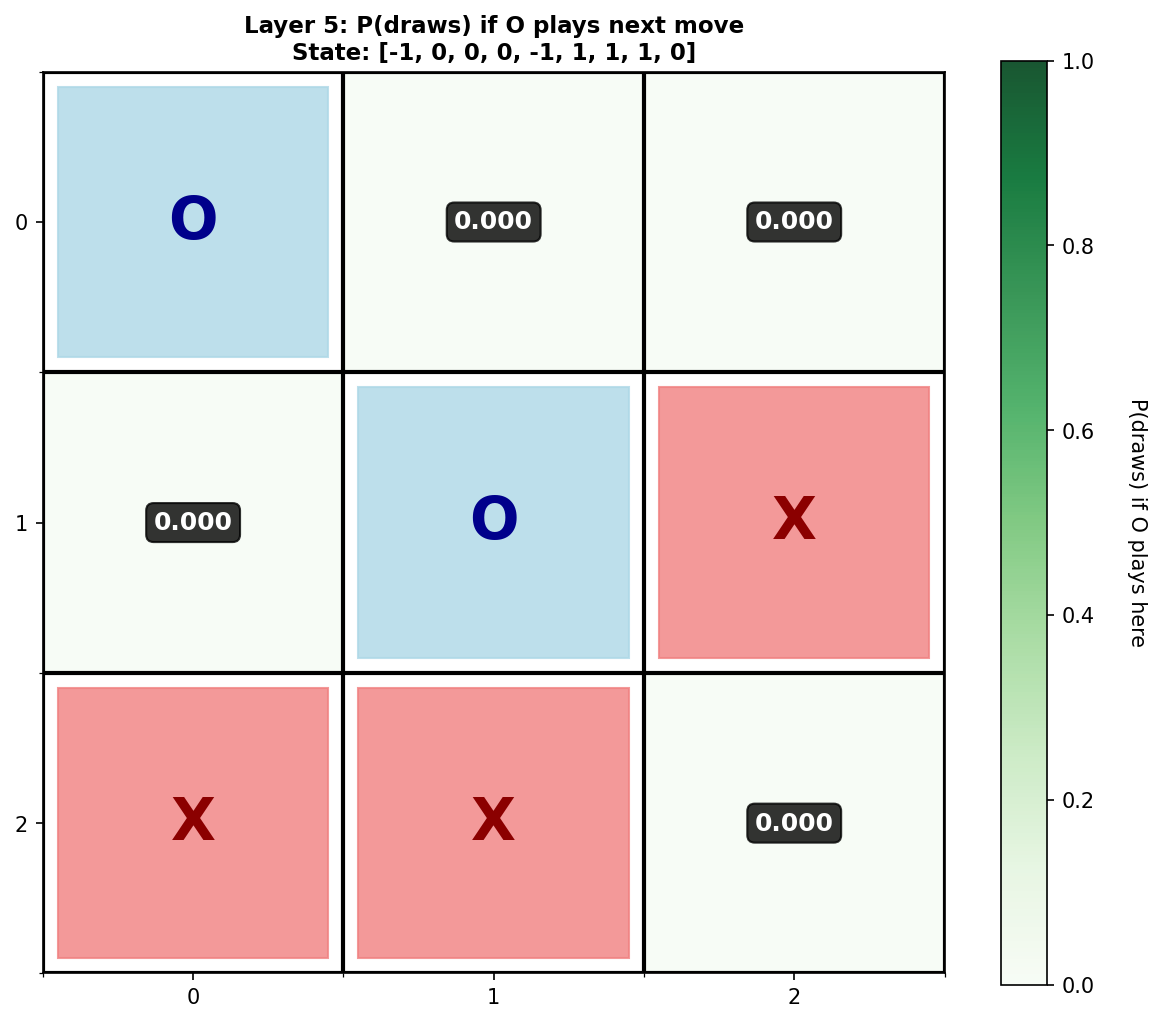 Layer 5: P(draws) if O plays next move
State: [-1, 0, 0, 0, -1, 1, 1, 1, 0]
0
O
0.000
0.000
1
0.000
O
X
2
X
X
0.000
0
1
2
1.0
0.8
0.6
0.4
0.2
0.0
P(draws) if O plays here